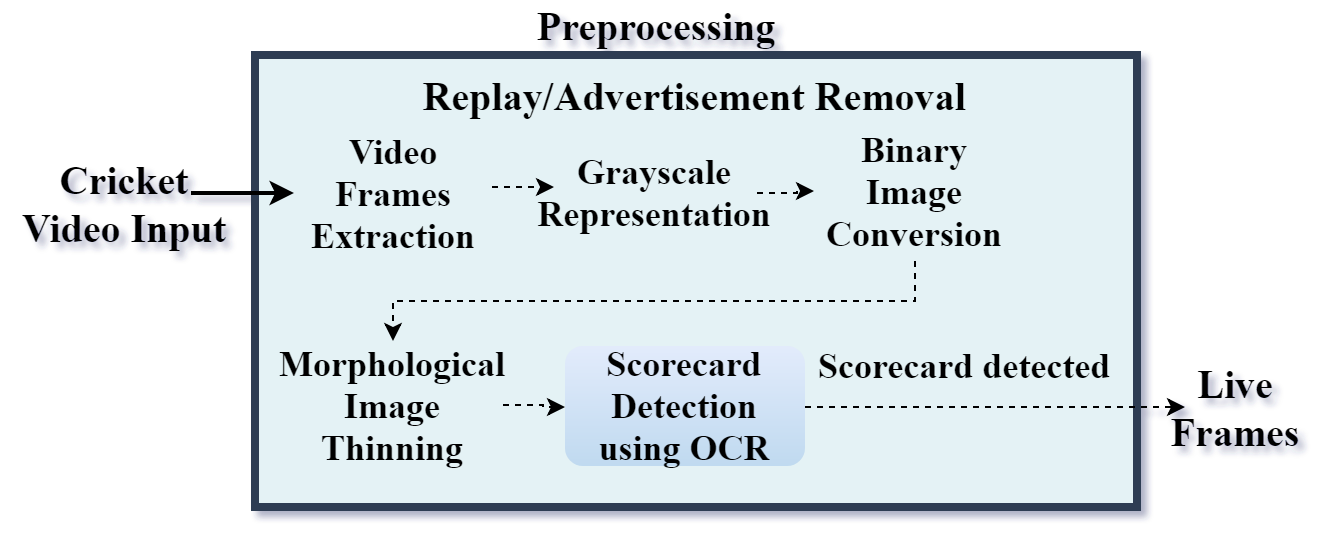 Preprocessing
Replay/Advertisement Removal
Cricket
Video Input
Video
Frames
Extraction
Grayscale
Representation
Binary
Image
Conversion
Morphological
Image
Thinning
Scorecard
Detection
using OCR
Scorecard detected
Live
Frames